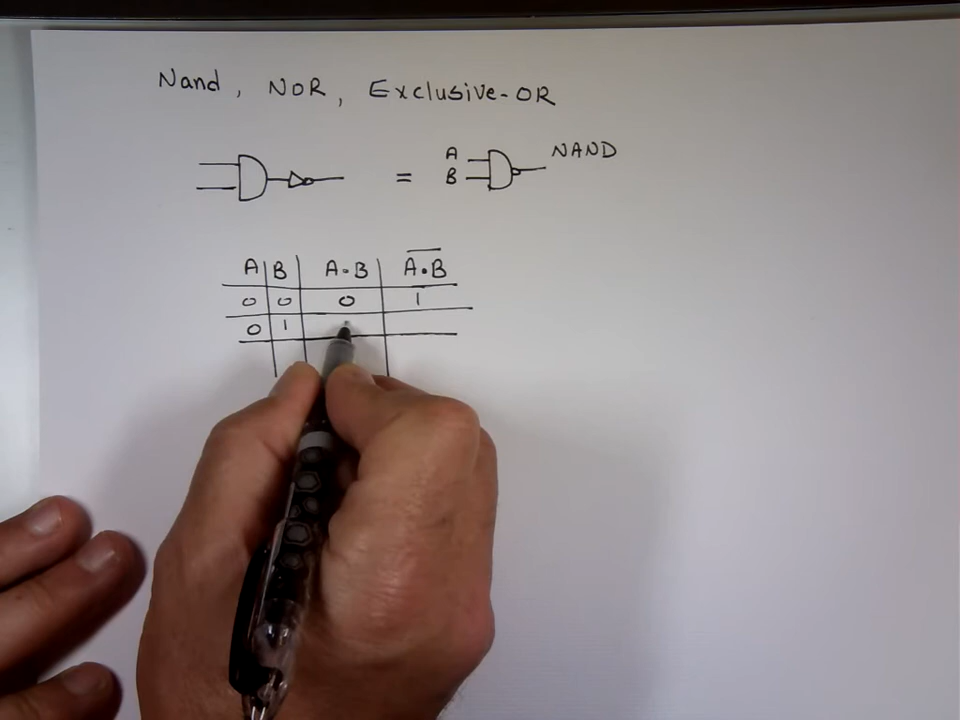 Nand, NOR, Exclusive-OR
A NAND
= B
A B A·B A̅·̅B̅
0 0 0 1
0 1